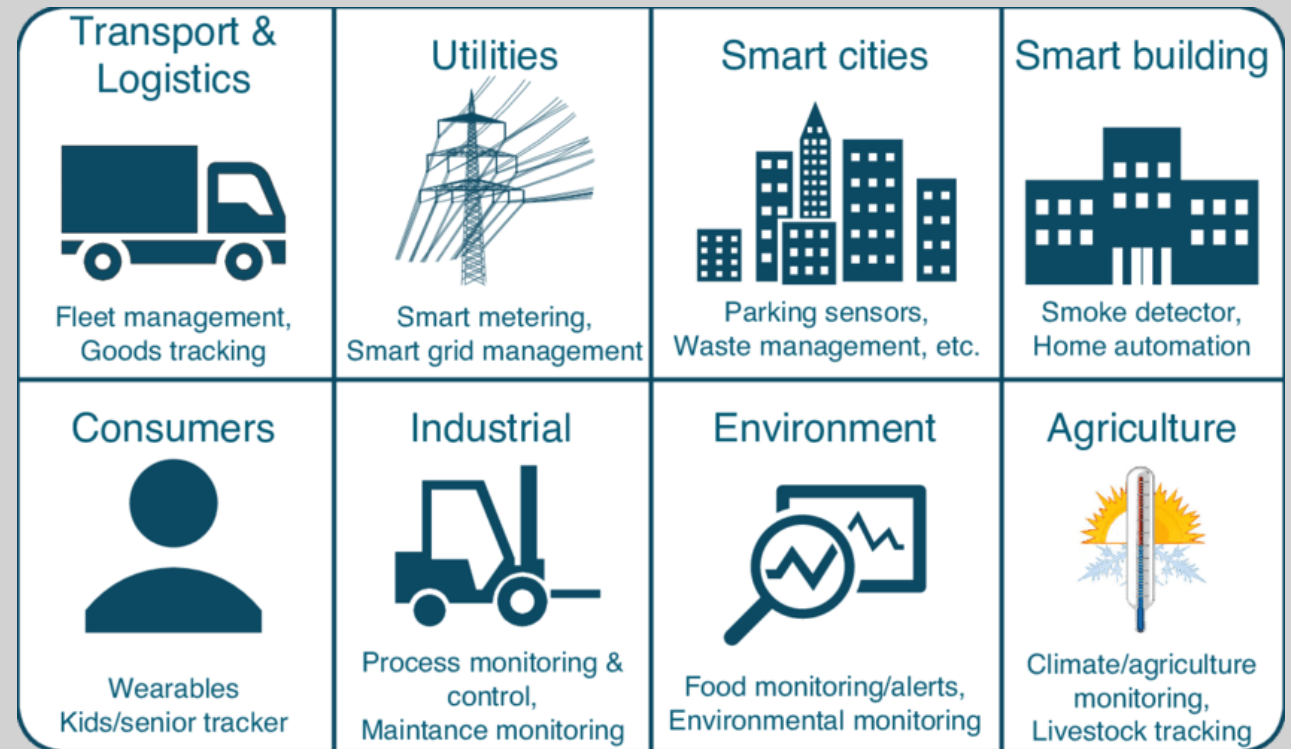 Transport &
Logistics
Fleet management,
Goods tracking
Utilities
Smart metering,
Smart grid management
Smart cities
Parking sensors,
Waste management, etc.
Smart building
Smoke detector,
Home automation
Consumers
Wearables
Kids/senior tracker
Industrial
Process monitoring &
control,
Maintance monitoring
Environment
Food monitoring/alerts,
Environmental monitoring
Agriculture
Climate/agriculture
monitoring,
Livestock tracking